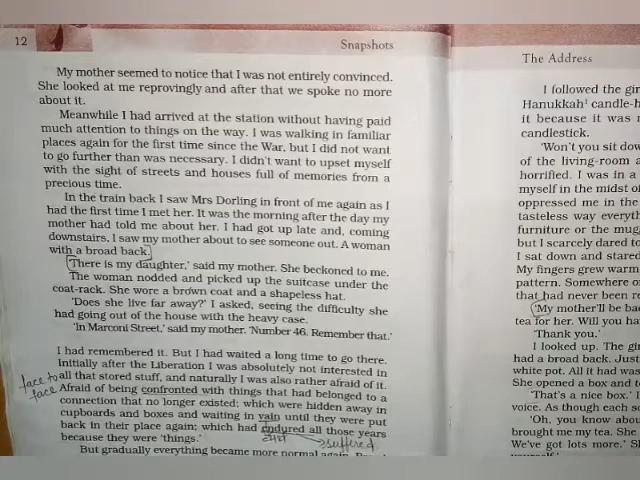 12
Snapshots
My mother seemed to notice that I was not entirely convinced.
She looked at me reprovingly and after that we spoke no more
about it.
Meanwhile I had arrived at the station without having paid
much attention to things on the way. I was walking in familiar
places again for the first time since the War, but I did not want
to go further than was necessary. I didn't want to upset myself
with the sight of streets and houses full of memories from a
precious time.
In the train back I saw Mrs Dorling in front of me again as I
had the first time I met her. It was the morning after the day my
mother had told me about her. I had got up late and, coming
downstairs, I saw my mother about to see someone out. A woman
with a broad back.
'There is my daughter,' said my mother. She beckoned to me.
The woman nodded and picked up the suitcase under the
coat-rack. She wore a brown coat and a shapeless hat.
'Does she live far away?' I asked, seeing the difficulty she
had going out of the house with the heavy case.
'In Marconi Street,' said my mother. 'Number 46. Remember that.'
I had remembered it. But I had waited a long time to go there.
Initially after the Liberation I was absolutely not interested in
all that stored stuff, and naturally I was also rather afraid of it.
face to
face
Afraid of being confronted with things that had belonged to a
connection that no longer existed; which were hidden away in
cupboards and boxes and waiting in vain until they were put
back in their place again; which had endured all those years
because they were 'things.'
suffered
But gradually everything became more normal again.
The Address
I followed the
Hanukkah¹ candle-
it because it was
candlestick.
'Won't you sit
of the living-room
horrified. I was in a
myself in the midst of
oppressed me in the
tasteless way
furniture or the
but I scarcely dared to
I sat down and stared
My fingers grew warm
pattern. Somewhere
that had never been
'My mother'll be
tea for her. Will you
'Thank you.'
I looked up. The
had a broad back.
white pot. All it had
She opened a box and
'That's a nice box.'
voice. As though each
'Oh, you know
brought me my tea. She
We've got lots more.'